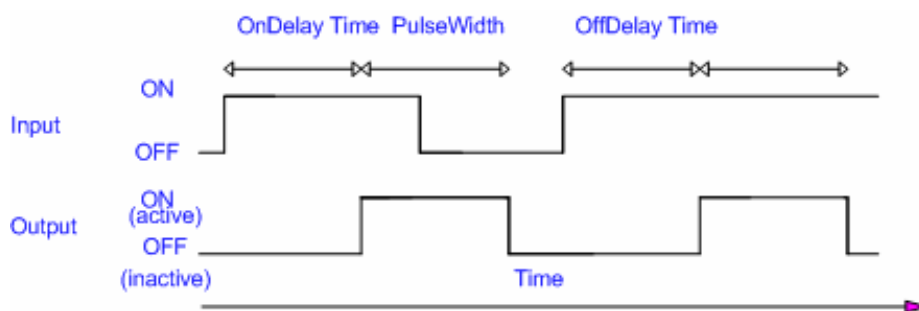 OnDelay Time PulseWidth OffDelay Time
ON
Input
OFF
ON
(active)
Output
OFF
(inactive)
Time